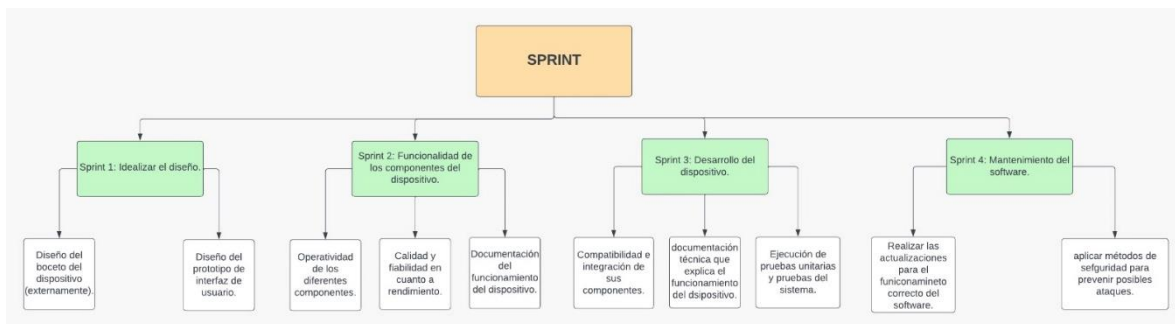 SPRINT
Sprint 1: Idealizar el diseño.
Sprint 2: Funcionalidad de
los componentes del
dispositivo.
Sprint 3: Desarrollo del
dispositivo.
Sprint 4: Mantenimiento del
software.
Diseño del
boceto del
dispositivo
(externamente).
Diseño del
prototipo de
interfaz de
usuario.
Operatividad de
los diferentes
componentes.
Calidad y
fiabilidad en
cuanto a
rendimiento.
Documentación
del
funcionamiento
del dispositivo.
Compatibilidad e
integración de
sus
componentes.
documentación
técnica que
explica el
funcionamiento
del dsipositivo.
Ejecución de
pruebas unitarias
y pruebas del
sistema.
Realizar las
actualizaciones
para el
funiconamineto
correcto del
software.
aplicar métodos de
sefguridad para
prevenir posibles
ataques.